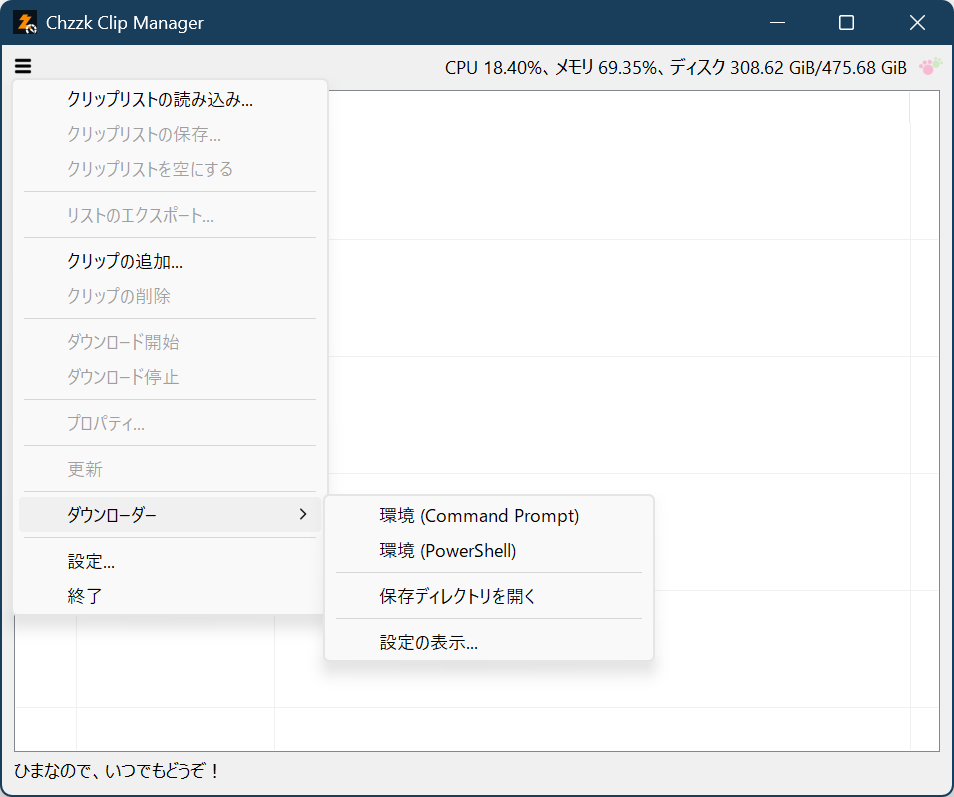 Chzzk Clip Manager
CPU 18.40%、メモリ 69.35%、ディスク 308.62 GiB/475.68 GiB
クリップリストの読み込み...
クリップリストの保存...
クリップリストを空にする
リストのエクスポート...
クリップの追加...
クリップの削除
ダウンロード開始
ダウンロード停止
プロパティ...
更新
ダウンローダー
設定...
終了
環境 (Command Prompt)
環境 (PowerShell)
保存ディレクトリを開く
設定の表示...
ひまなので、いつでもどうぞ！